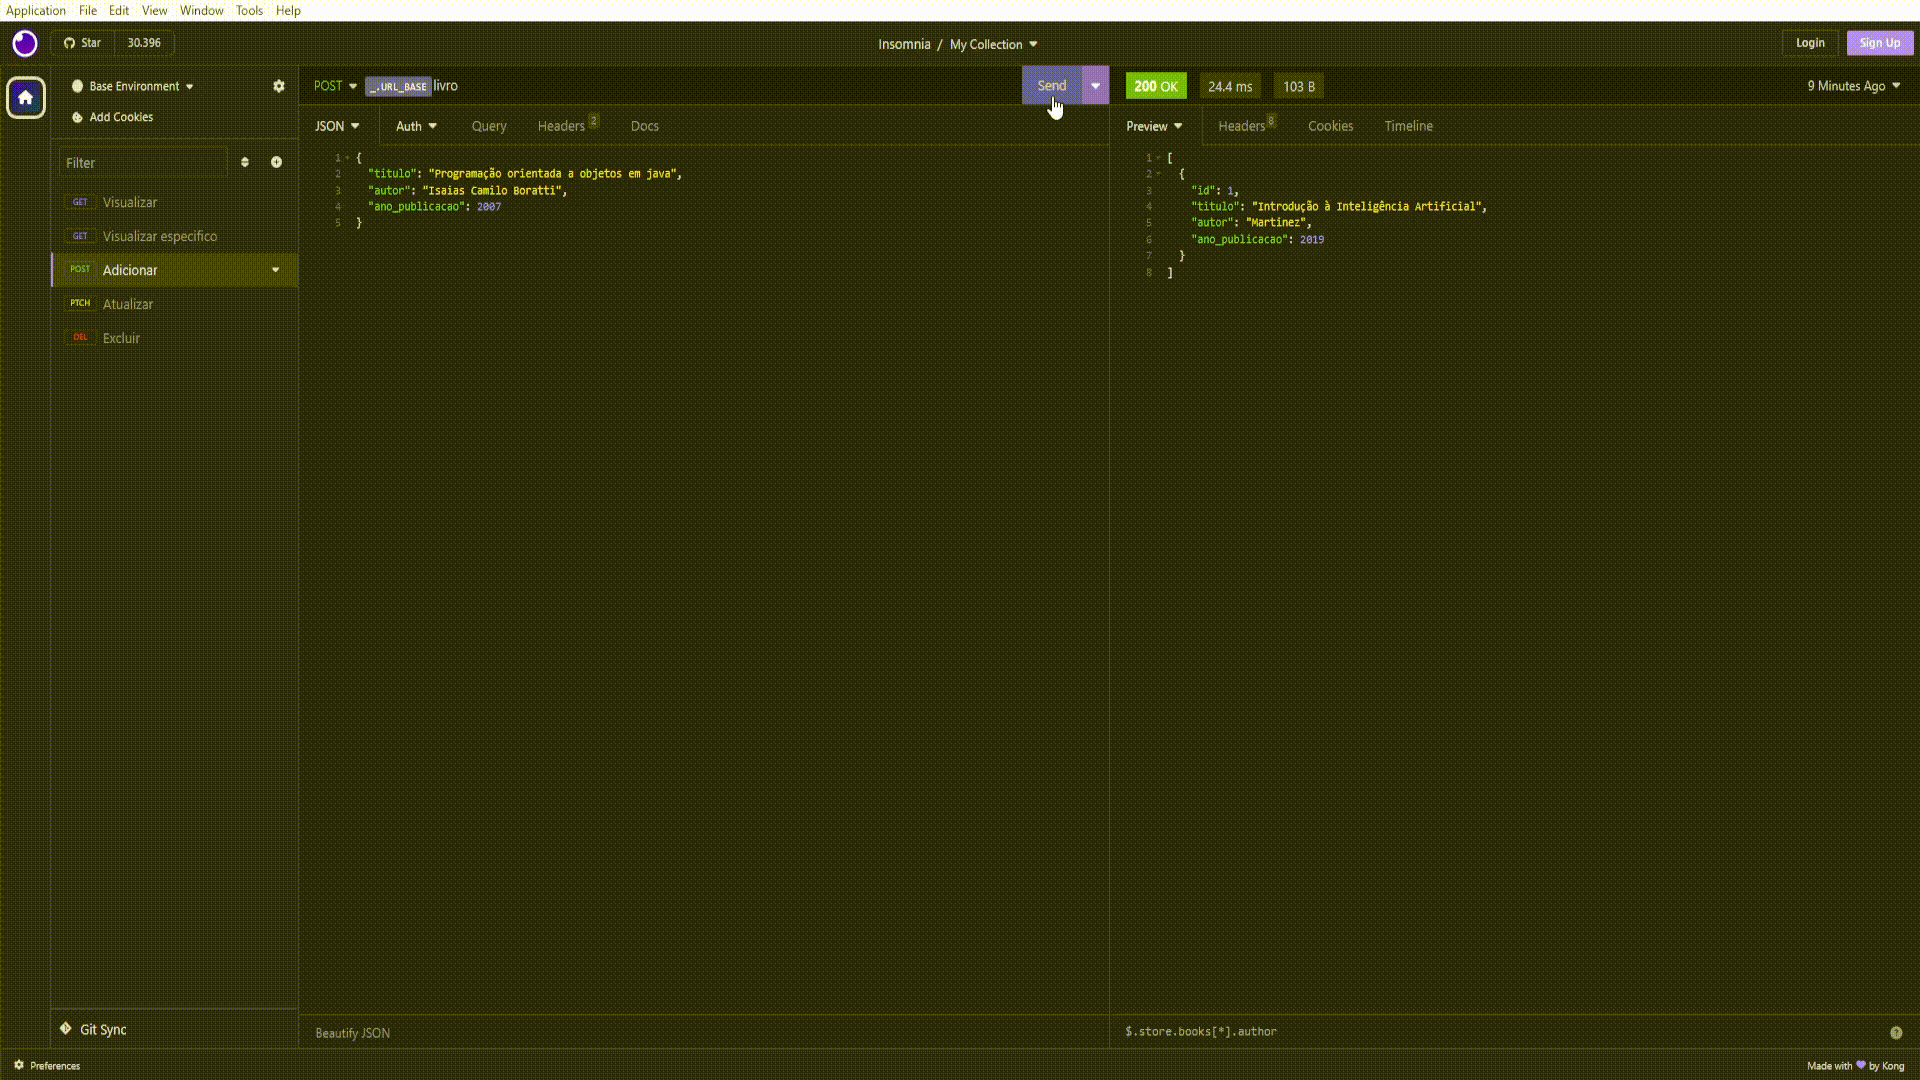 Application File Edit View Window Tools Help
Star 30.396
Insomnia / My Collection
Login Sign Up
Base Environment
Add Cookies
Filter
GET Visualizar
GET Visualizar especifico
POST Adicionar
PTCH Atualizar
DEL Excluir
Git Sync
POST _.URL_BASE livro
Send
JSON Auth Query Headers 2 Docs
1 {
2 "titulo": "Programação orientada a objetos em java",
3 "autor": "Isaias Camilo Boratti",
4 "ano_publicacao": 2007
5 }
Beautify JSON
200 OK 24.4 ms 103 B 9 Minutes Ago
Preview Headers 8 Cookies Timeline
1 [
2 {
3 "id": 1,
4 "titulo": "Introdução à Inteligência Artificial",
5 "autor": "Martinez",
6 "ano_publicacao": 2019
7 }
8 ]
$.store.books[*].author
?
Preferences
Made with 💜 by Kong